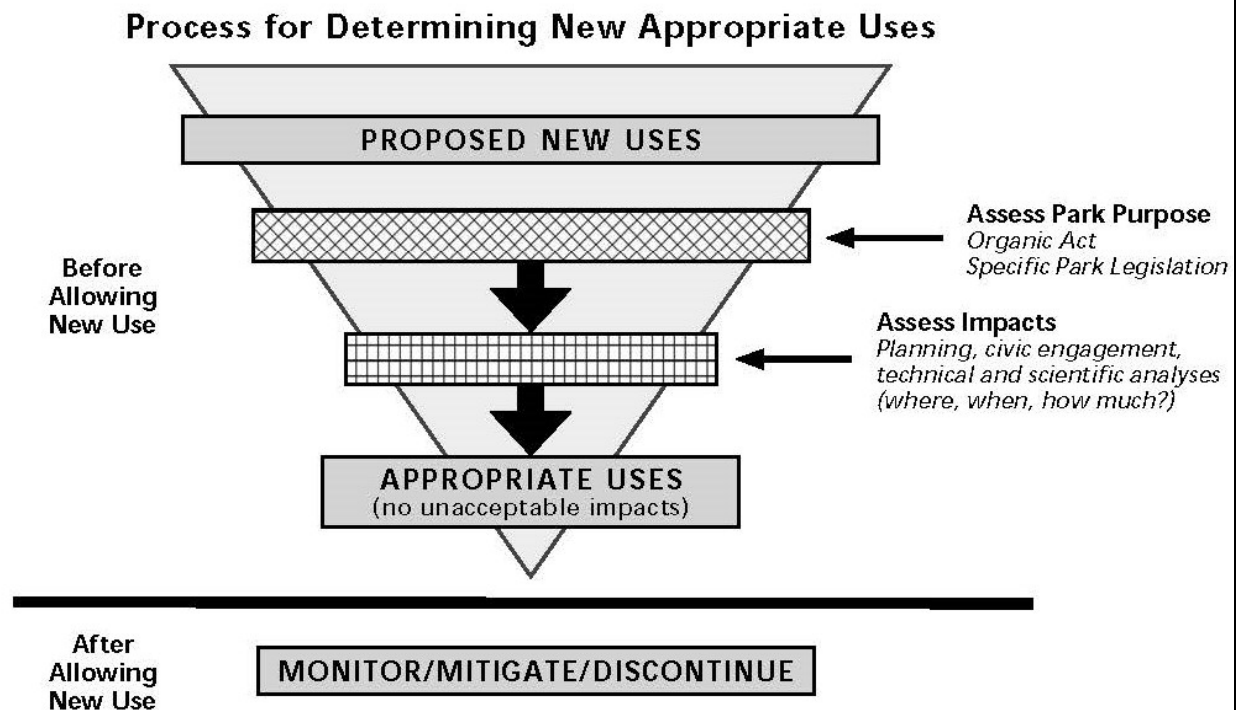 Process for Determining New Appropriate Uses
PROPOSED NEW USES
Assess Park Purpose
Organic Act
Specific Park Legislation
Before
Allowing
New Use
Assess Impacts
Planning, civic engagement,
technical and scientific analyses
(where, when, how much?)
APPROPRIATE USES
(no unacceptable impacts)
After
Allowing
New Use
MONITOR/MITIGATE/DISCONTINUE